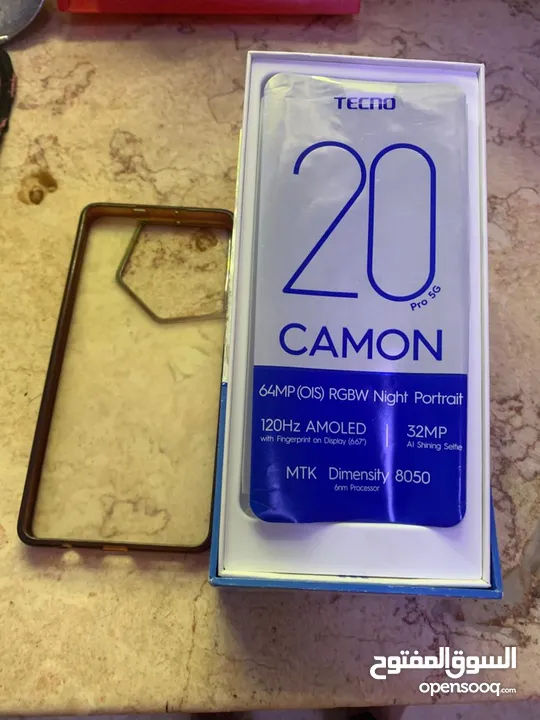 TECNO
20
Pro 5G
CAMON
64MP(OIS) RGBW Night Portrait
120Hz AMOLED
with Fingerprint on Display (6.67")
32MP
AI Shining Selfie
MTK Dimensity 8050
6nm Processor
السوق المفتوح
opensooq.com